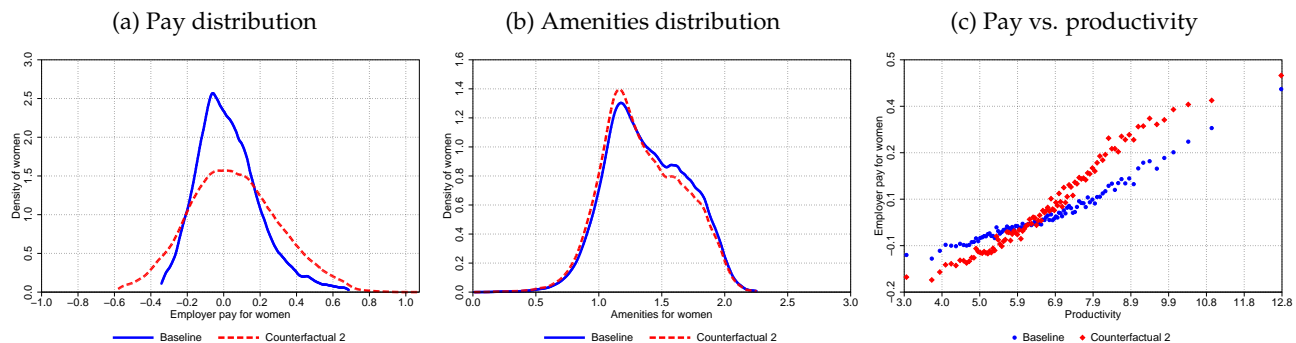 (a) Pay distribution
(b) Amenities distribution
(c) Pay vs. productivity
Density of women
3.0
2.5
2.0
1.5
1.0
0.5
0.0
-1.0 -0.8 -0.6 -0.4 -0.2 0.0 0.2 0.4 0.6 0.8 1.0
Employer pay for women
Baseline Counterfactual 2
Density of women
1.6
1.4
1.2
1.0
0.8
0.6
0.4
0.2
0.0
0.0 0.5 1.0 1.5 2.0 2.5 3.0
Amenities for women
Baseline Counterfactual 2
Employer pay for women
0.5
0.4
0.2
0.1
-0.1
-0.2
3.0 4.0 5.0 5.9 6.9 7.9 8.9 9.9 10.8 11.8 12.8
Productivity
Baseline Counterfactual 2